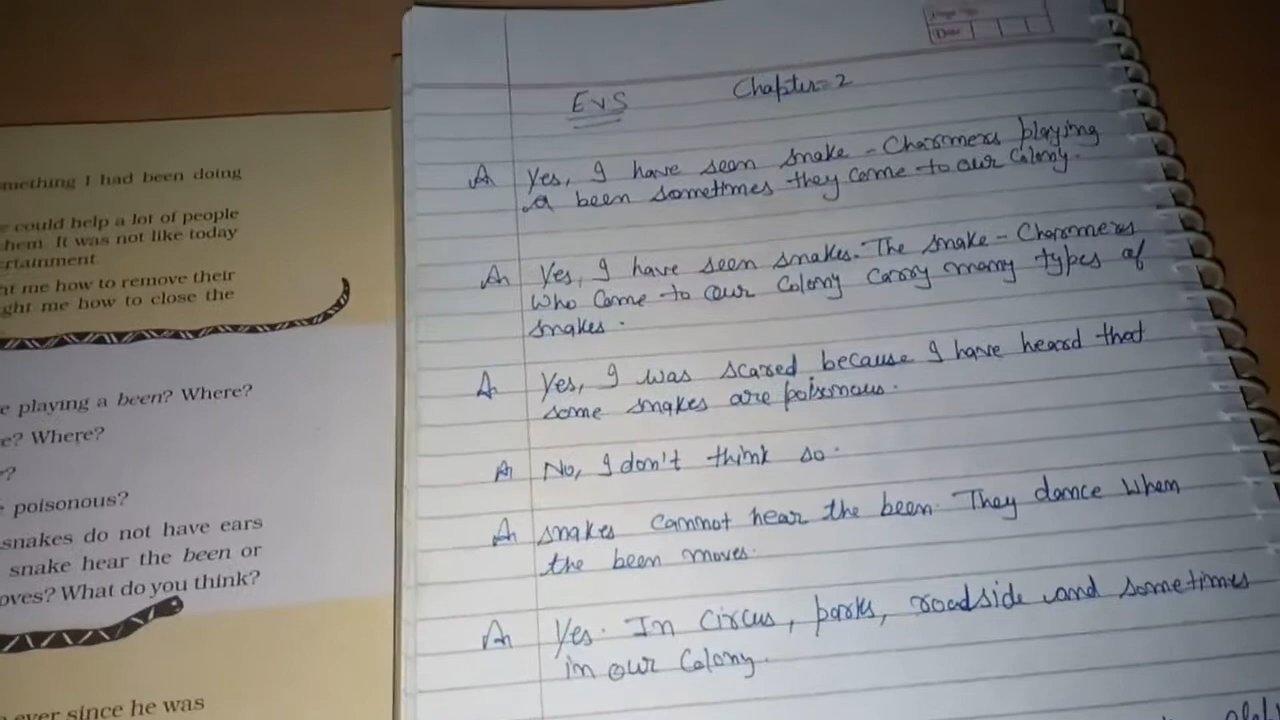 mething I had been doing
could help a lot of people
hem. It was not like today
rtainment
ht me how to remove their
ght me how to close the
e playing a been? Where?
e? Where?
?
poisonous?
snakes do not have ears
snake hear the been or
oves? What do you think?
ever since he was
Date
EVS Chapter=2
A Yes, I have seen snake-Charmers playing
a been sometimes they come to our Colony.
A Yes, I have seen snakes. The snake-Charmers
who come to our Colony carry many types of
snakes.
A Yes, I was scared because I have heard that
some snakes are poisonous.
A No, I don't think so.
A snakes cannot hear the been. They dance when
the been moves.
A Yes. In Circus, parks, roadside and sometimes
in our Colony.